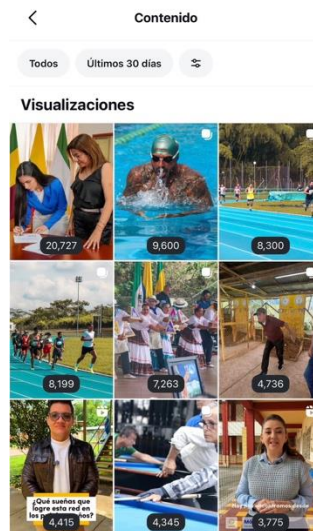 Contenido
Todos
Últimos 30 días
Visualizaciones
20,727
9,600
8,300
8,199
7,263
4,736
¿Qué sueñas que
logre esta red en
los p
ños?
4,415
4,345
3,775